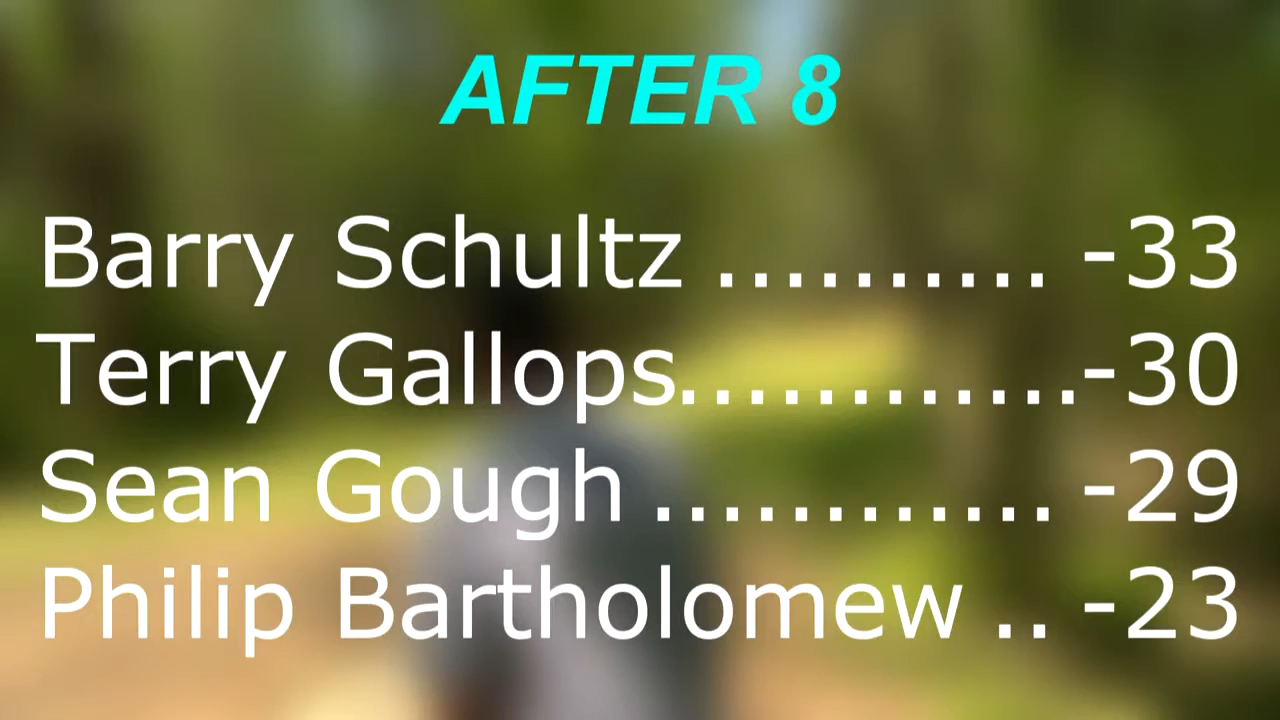 AFTER 8
Barry Schultz .......... -33
Terry Gallops............-30
Sean Gough ............ -29
Philip Bartholomew .. -23